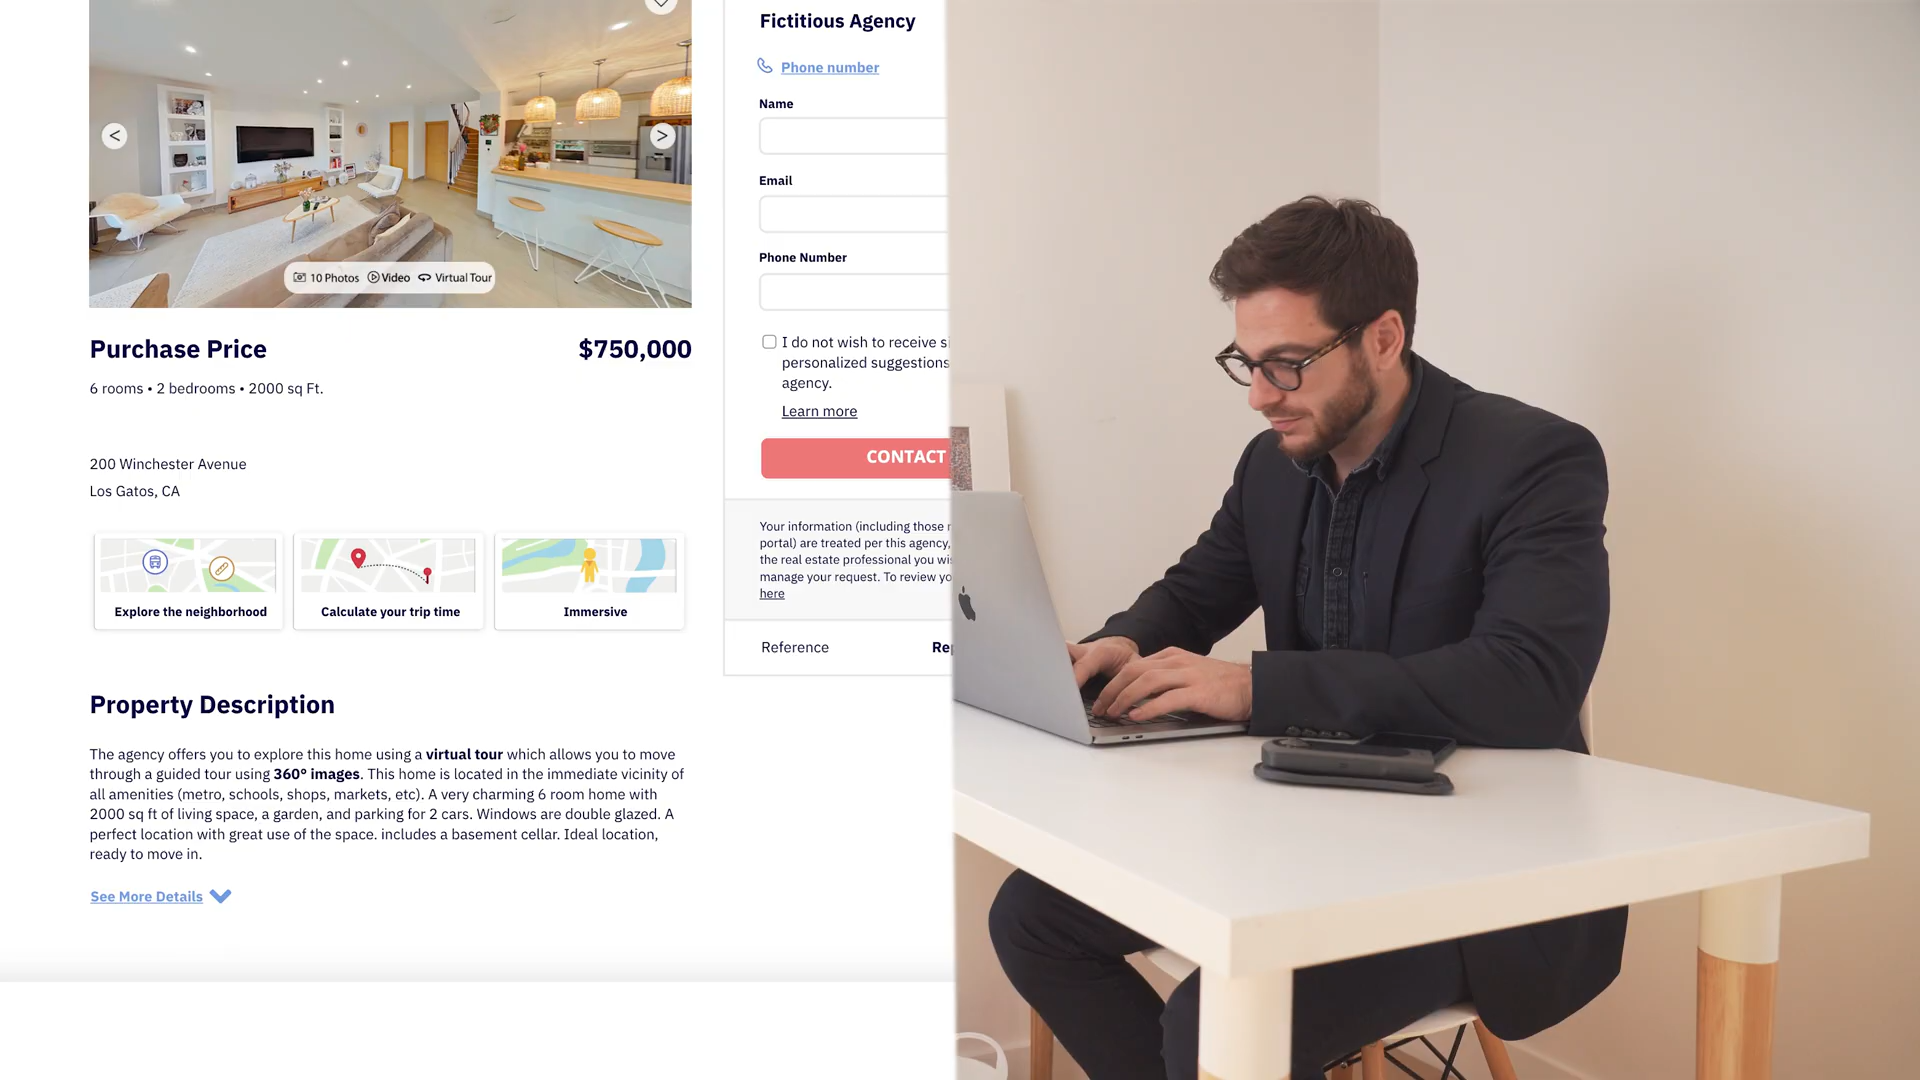 Fictitious Agency
Phone number
Name
<
>
Email
Phone Number
10 Photos Video Virtual Tour
Purchase Price $750,000
I do not wish to receive s
personalized suggestions
agency.
6 rooms • 2 bedrooms • 2000 sq Ft.
Learn more
CONTACT
200 Winchester Avenue
Los Gatos, CA
Your information (including those
portal) are treated per this agency,
the real estate professional you wi
manage your request. To review yo
here
Explore the neighborhood
Calculate your trip time
Immersive
Reference Re
Property Description
The agency offers you to explore this home using a virtual tour which allows you to move
through a guided tour using 360° images. This home is located in the immediate vicinity of
all amenities (metro, schools, shops, markets, etc). A very charming 6 room home with
2000 sq ft of living space, a garden, and parking for 2 cars. Windows are double glazed. A
perfect location with great use of the space. includes a basement cellar. Ideal location,
ready to move in.
See More Details